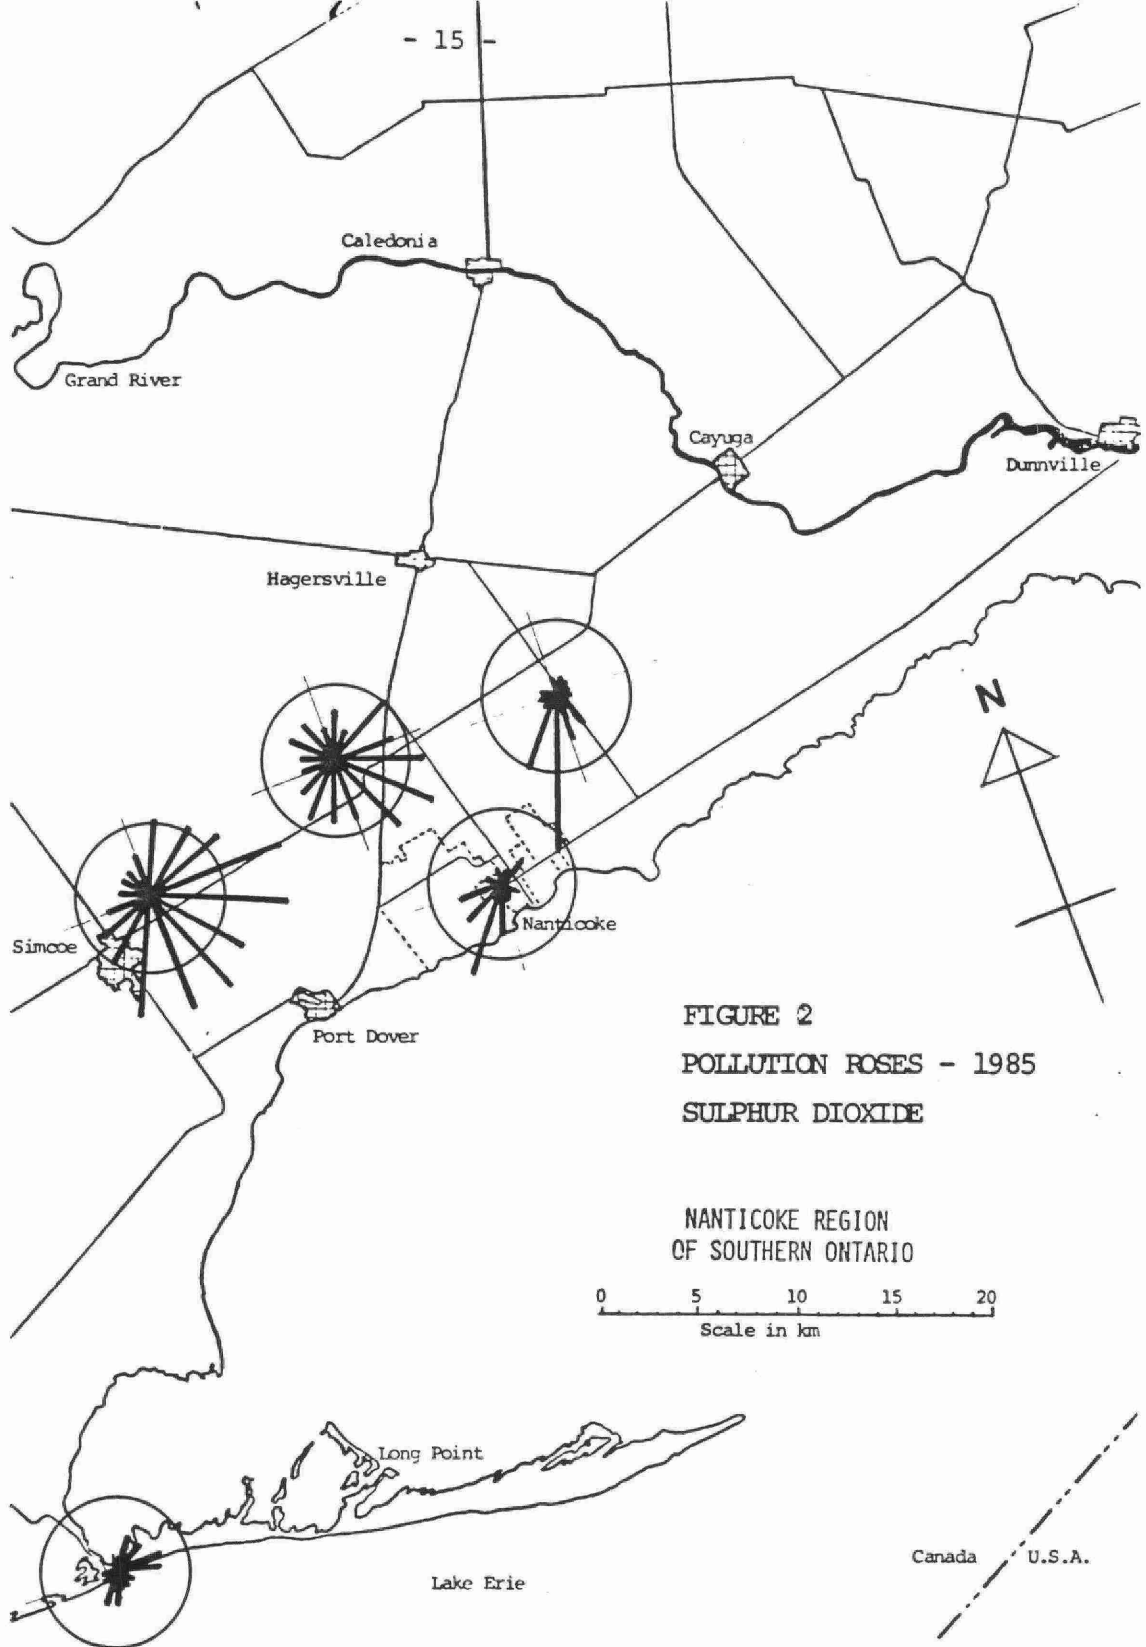 - 15 -
Caledonia
Grand River
Cayuga
Dunnville
Hagersville
N
Simcoe
Nanticoke
Port Dover
FIGURE 2
POLLUTION ROSES - 1985
SULPHUR DIOXIDE
NANTICOKE REGION
OF SOUTHERN ONTARIO
0 5 10 15 20
Scale in km
Long Point
Canada U.S.A.
Lake Erie